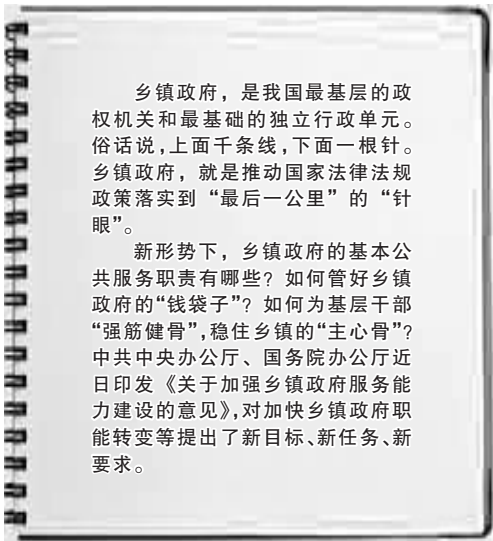 乡镇政府，是我国最基层的政
权机关和最基础的独立行政单元。
俗话说,上面千条线,下面一根针。
乡镇政府，就是推动国家法律法规
政策落实到“最后一公里”的“针
眼”。
新形势下，乡镇政府的基本公
共服务职责有哪些？如何管好乡镇
政府的“钱袋子”？如何为基层干部
“强筋健骨”,稳住乡镇的“主心骨”？
中共中央办公厅、国务院办公厅近
日印发《关于加强乡镇政府服务能
力建设的意见》,对加快乡镇政府职
能转变等提出了新目标、新任务、新
要求。